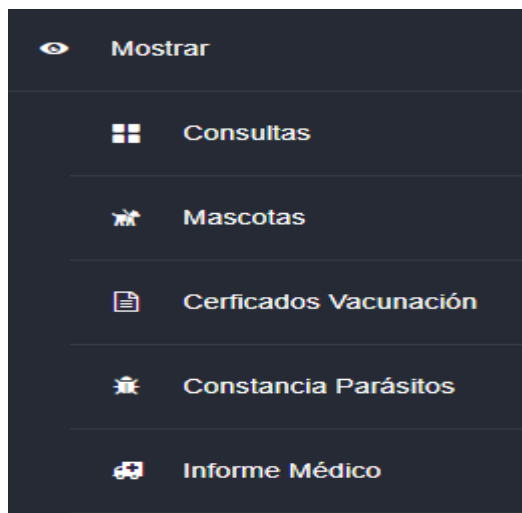 Mostrar
Consultas
Mascotas
Cerficados Vacunación
Constancia Parásitos
Informe Médico